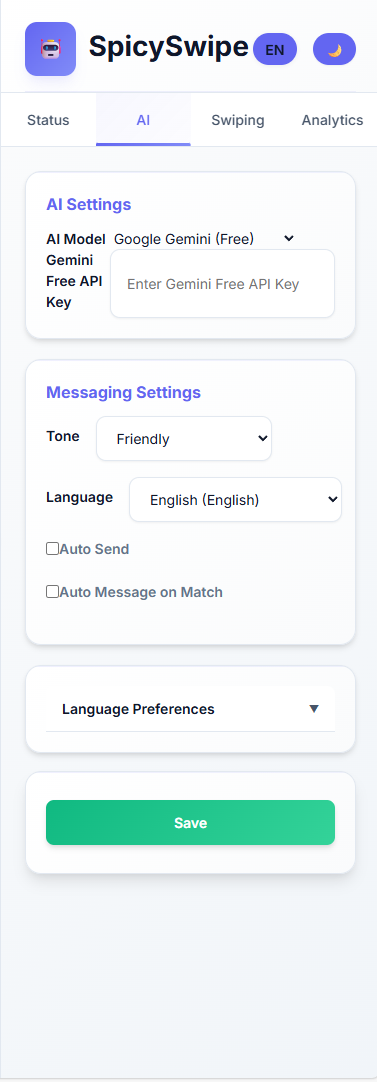 SpicySwipe EN
Status AI Swiping Analytics
AI Settings
AI Model Google Gemini (Free)
Gemini
Free API
Key
Enter Gemini Free API Key
Messaging Settings
Tone Friendly
Language English (English)
Auto Send
Auto Message on Match
Language Preferences ▼
Save